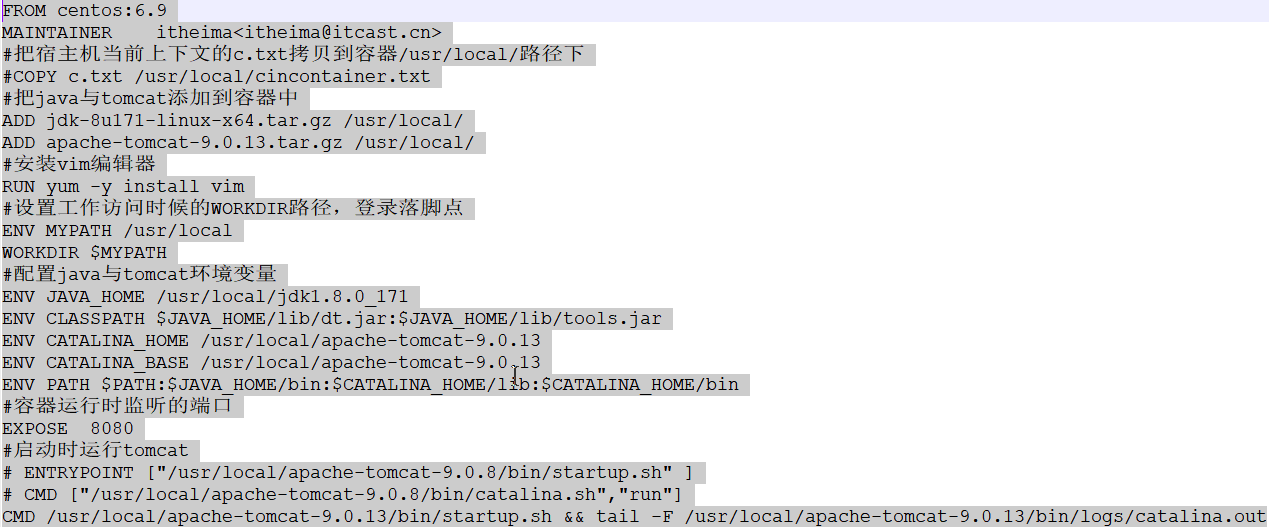 FROM centos:6.9
MAINTAINER    itheima<itheima@itcast.cn>
#把宿主机当前上下文的c.txt拷贝到容器/usr/local/路径下
#COPY c.txt /usr/local/cincontainer.txt
#把java与tomcat添加到容器中
ADD jdk-8u171-linux-x64.tar.gz /usr/local/
ADD apache-tomcat-9.0.13.tar.gz /usr/local/
#安装vim编辑器
RUN yum -y install vim
#设置工作访问时候的WORKDIR路径，登录落脚点
ENV MYPATH /usr/local
WORKDIR $MYPATH
#配置java与tomcat环境变量
ENV JAVA_HOME /usr/local/jdk1.8.0_171
ENV CLASSPATH $JAVA_HOME/lib/dt.jar:$JAVA_HOME/lib/tools.jar
ENV CATALINA_HOME /usr/local/apache-tomcat-9.0.13
ENV CATALINA_BASE /usr/local/apache-tomcat-9.0.13
ENV PATH $PATH:$JAVA_HOME/bin:$CATALINA_HOME/lib:$CATALINA_HOME/bin
#容器运行时监听的端口
EXPOSE  8080
#启动时运行tomcat
# ENTRYPOINT ["/usr/local/apache-tomcat-9.0.8/bin/startup.sh" ]
# CMD ["/usr/local/apache-tomcat-9.0.8/bin/catalina.sh","run"]
CMD /usr/local/apache-tomcat-9.0.13/bin/startup.sh && tail -F /usr/local/apache-tomcat-9.0.13/bin/logs/catalina.out